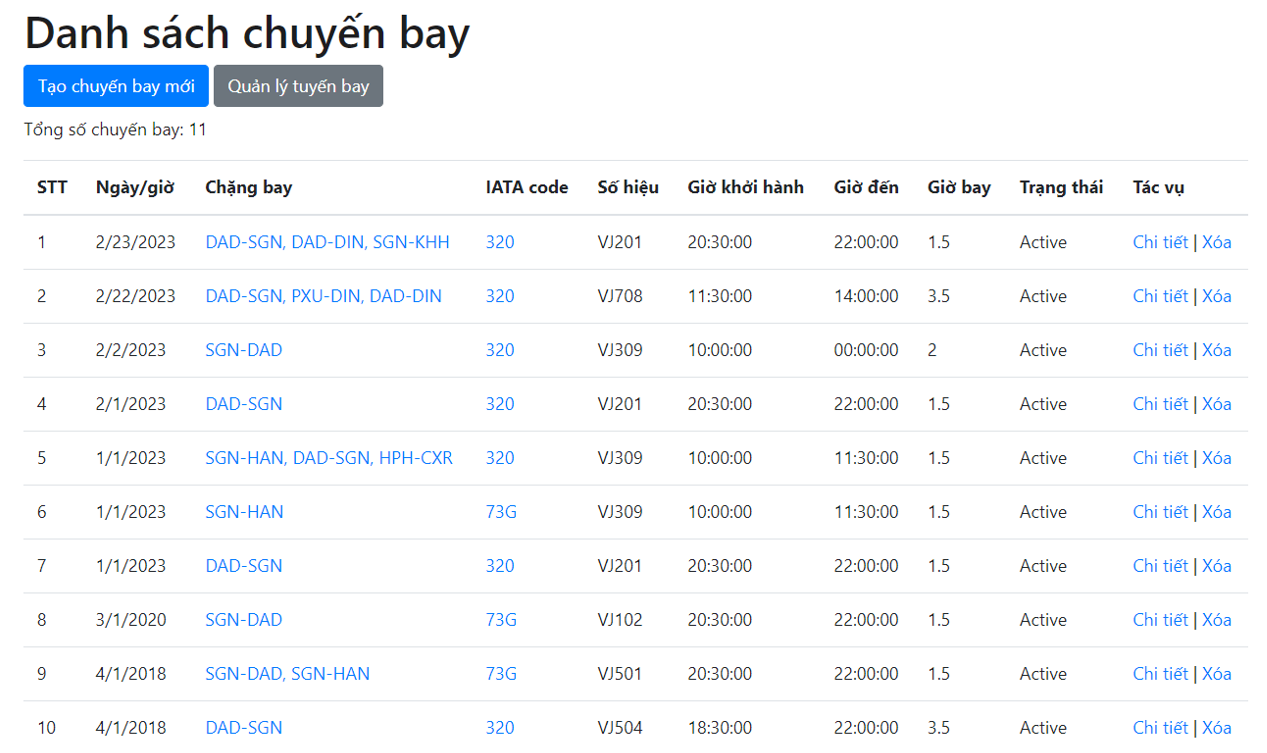 Danh sách chuyến bay
Tạo chuyến bay mới Quản lý tuyến bay
Tổng số chuyến bay: 11
STT Ngày/giờ Chặng bay IATA code Số hiệu Giờ khởi hành Giờ đến Giờ bay Trạng thái Tác vụ
1 2/23/2023 DAD-SGN, DAD-DIN, SGN-KHH 320 VJ201 20:30:00 22:00:00 1.5 Active Chi tiết | Xóa
2 2/22/2023 DAD-SGN, PXU-DIN, DAD-DIN 320 VJ708 11:30:00 14:00:00 3.5 Active Chi tiết | Xóa
3 2/2/2023 SGN-DAD 320 VJ309 10:00:00 00:00:00 2 Active Chi tiết | Xóa
4 2/1/2023 DAD-SGN 320 VJ201 20:30:00 22:00:00 1.5 Active Chi tiết | Xóa
5 1/1/2023 SGN-HAN, DAD-SGN, HPH-CXR 320 VJ309 10:00:00 11:30:00 1.5 Active Chi tiết | Xóa
6 1/1/2023 SGN-HAN 73G VJ309 10:00:00 11:30:00 1.5 Active Chi tiết | Xóa
7 1/1/2023 DAD-SGN 320 VJ201 20:30:00 22:00:00 1.5 Active Chi tiết | Xóa
8 3/1/2020 SGN-DAD 73G VJ102 20:30:00 22:00:00 1.5 Active Chi tiết | Xóa
9 4/1/2018 SGN-DAD, SGN-HAN 73G VJ501 20:30:00 22:00:00 1.5 Active Chi tiết | Xóa
10 4/1/2018 DAD-SGN 320 VJ504 18:30:00 22:00:00 3.5 Active Chi tiết | Xóa